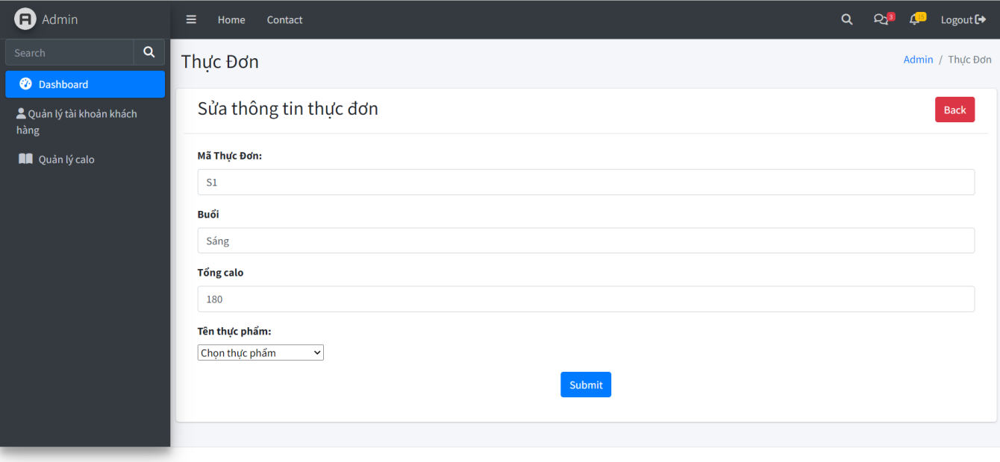 Admin
Home
Contact
3
15
Logout
Search
Dashboard
Quản lý tài khoản khách
hàng
Quản lý calo
Thực Đơn
Admin / Thực Đơn
Sửa thông tin thực đơn
Back
Mã Thực Đơn:
S1
Buổi
Sáng
Tổng calo
180
Tên thực phẩm:
Chọn thực phẩm
Submit